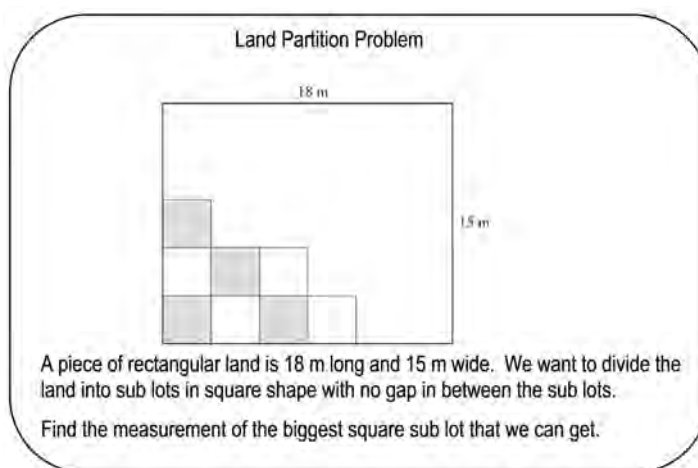 Land Partition Problem
18 m
15 m
A piece of rectangular land is 18 m long and 15 m wide. We want to divide the
land into sub lots in square shape with no gap in between the sub lots.
Find the measurement of the biggest square sub lot that we can get.